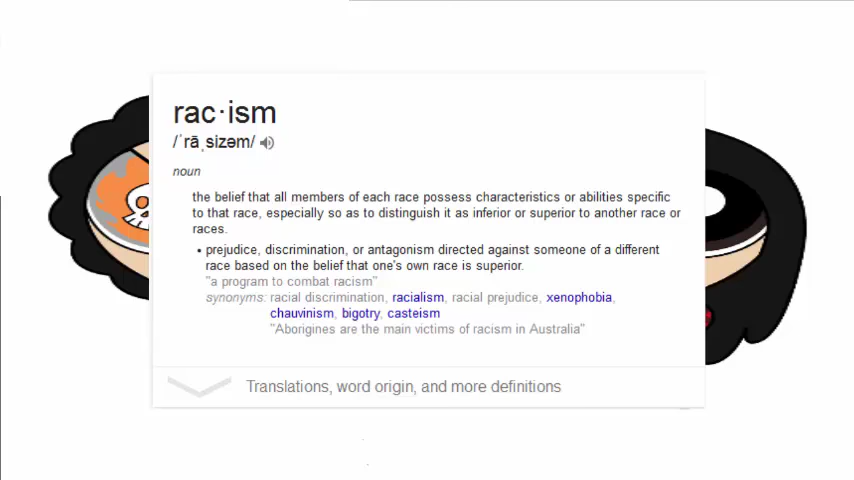 rac·ism
/ˈrāˌsizəm/
noun
the belief that all members of each race possess characteristics or abilities specific
to that race, especially so as to distinguish it as inferior or superior to another race or
races.
• prejudice, discrimination, or antagonism directed against someone of a different
race based on the belief that one's own race is superior.
"a program to combat racism"
synonyms: racial discrimination, racialism, racial prejudice, xenophobia,
chauvinism, bigotry, casteism
"Aborigines are the main victims of racism in Australia"
Translations, word origin, and more definitions